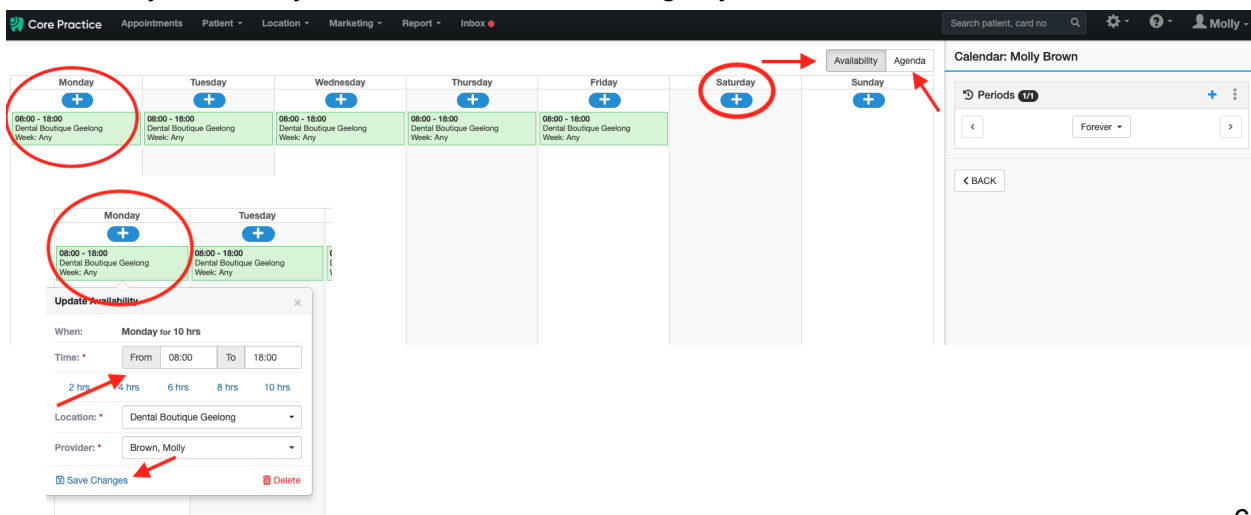 Core Practice Appointments Patient Location Marketing Report Inbox Search patient, card no Molly
Availability Agenda
Calendar: Molly Brown
Monday Tuesday Wednesday Thursday Friday Saturday Sunday
Periods 1/1
08:00 - 18:00 08:00 - 18:00 08:00 - 18:00 08:00 - 18:00 08:00 - 18:00
Dental Boutique Geelong Dental Boutique Geelong Dental Boutique Geelong Dental Boutique Geelong Dental Boutique Geelong
Week: Any Week: Any Week: Any Week: Any Week: Any
Forever
BACK
Monday Tuesday
08:00 - 18:00 08:00 - 18:00
Dental Boutique Geelong Dental Boutique Geelong
Week: Any Week: Any
Update Availability
When: Monday for 10 hrs
Time: * From 08:00 To 18:00
2 hrs 4 hrs 6 hrs 8 hrs 10 hrs
Location: * Dental Boutique Geelong
Provider: * Brown, Molly
Save Changes Delete